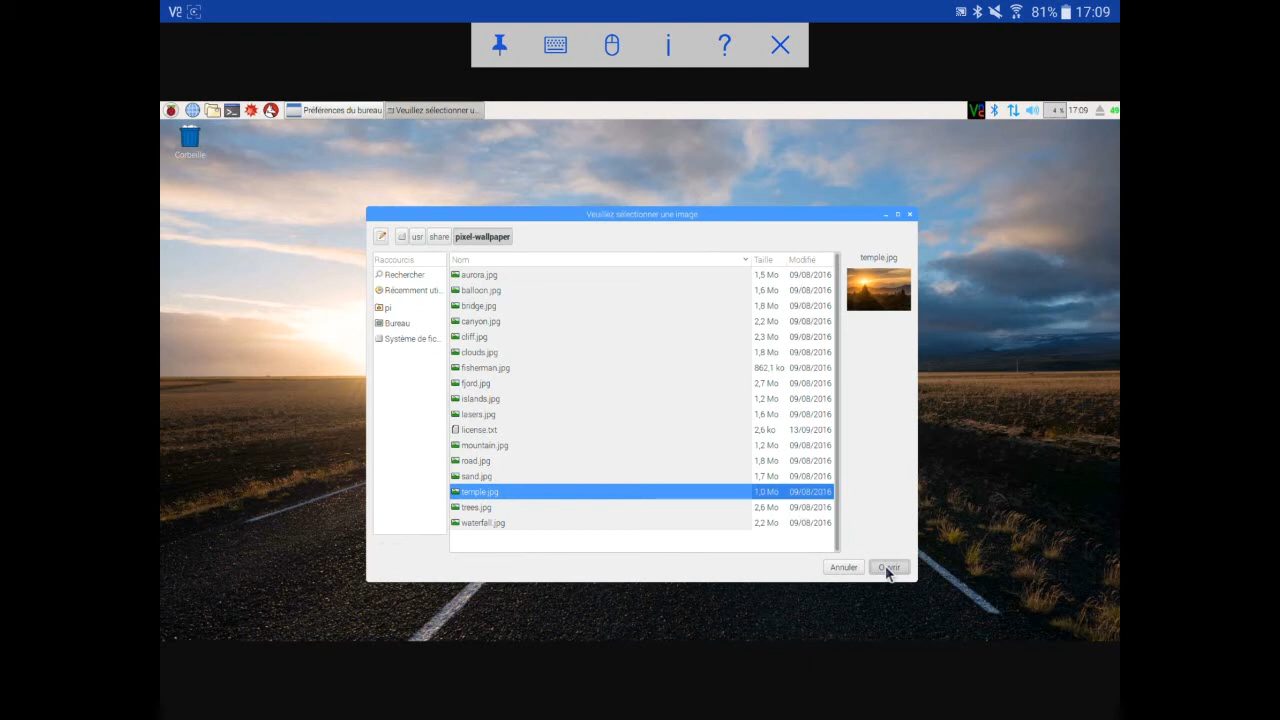 81% 17:09
i ?
Préférences du bureau Veuillez sélectionner u... 4 % 17:09 49
Corbeille
Veuillez sélectionner une image
usr share pixel-wallpaper
Raccourcis Nom Taille Modifié temple.jpg
Rechercher aurora.jpg 1,5 Mo 09/08/2016
Récemment uti... balloon.jpg 1,6 Mo 09/08/2016
pi bridge.jpg 1,8 Mo 09/08/2016
canyon.jpg 2,2 Mo 09/08/2016
Bureau cliff.jpg 2,3 Mo 09/08/2016
Système de fic... clouds.jpg 1,8 Mo 09/08/2016
fisherman.jpg 862,1 ko 09/08/2016
fjord.jpg 2,7 Mo 09/08/2016
islands.jpg 1,2 Mo 09/08/2016
lasers.jpg 1,6 Mo 09/08/2016
license.txt 2,6 ko 13/09/2016
mountain.jpg 1,2 Mo 09/08/2016
road.jpg 1,8 Mo 09/08/2016
sand.jpg 1,7 Mo 09/08/2016
temple.jpg 1,0 Mo 09/08/2016
trees.jpg 2,6 Mo 09/08/2016
waterfall.jpg 2,2 Mo 09/08/2016
Annuler Ouvrir